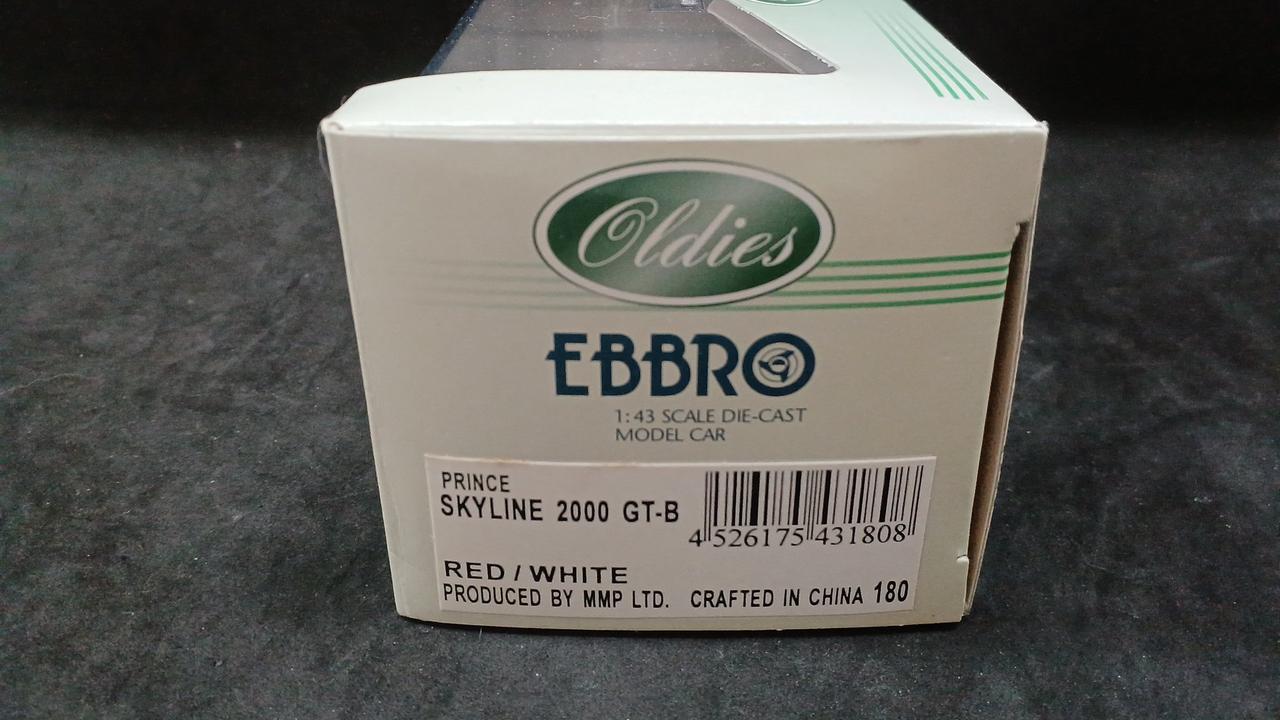 Oldies
EBBRO
1:43 SCALE DIE-CAST
MODEL CAR
PRINCE
SKYLINE 2000 GT-B
4 526175 431808
RED / WHITE
PRODUCED BY MMP LTD. CRAFTED IN CHINA 180